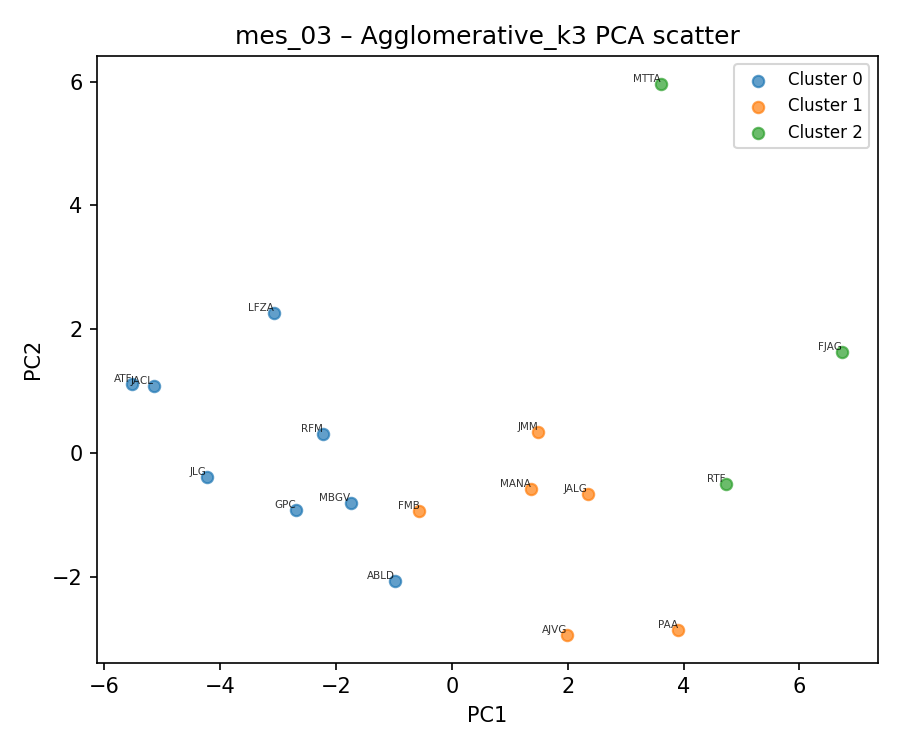 mes_03 – Agglomerative_k3 PCA scatter
Cluster 0
Cluster 1
Cluster 2
MTTA
LFZA
FJAG
JACL
RFM
JMM
JLG
GPC
MBGV
FMB
MANA
JALG
RTF
ABLD
AJVG
PAA
6
4
2
0
−2
PC2
−6
−4
−2
0
2
4
6
PC1